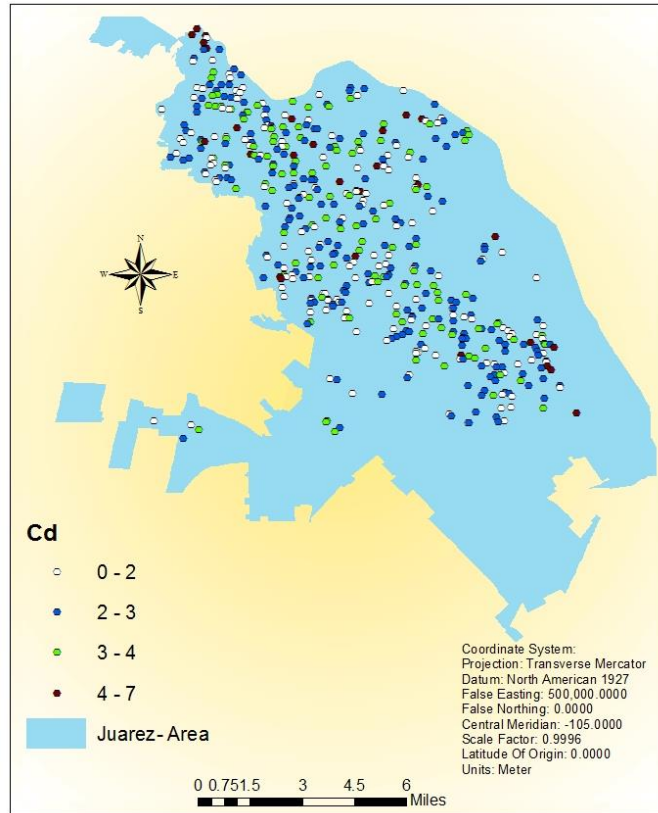 N
W E
S
Cd
0 - 2
2 - 3
3 - 4
4 - 7
Juarez- Area
Coordinate System:
Projection: Transverse Mercator
Datum: North American 1927
False Easting: 500,000.0000
False Northing: 0.0000
Central Meridian: -105.0000
Scale Factor: 0.9996
Latitude Of Origin: 0.0000
Units: Meter
0 0.751.5 3 4.5 6
Miles